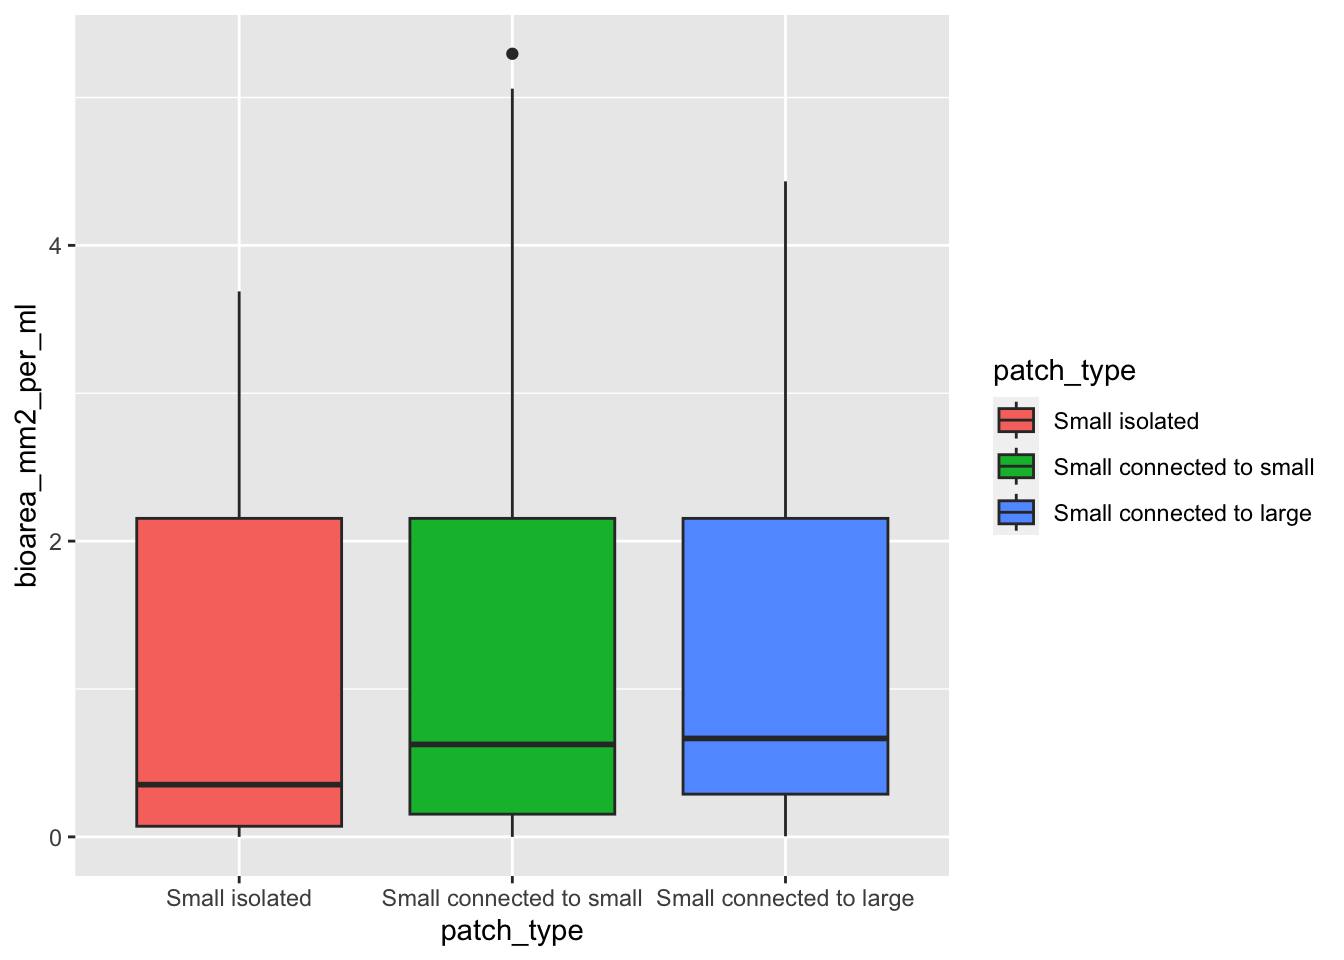 bioarea_mm2_per_ml
4
2
0
Small isolated
Small connected to small
Small connected to large
patch_type
patch_type
Small isolated
Small connected to small
Small connected to large